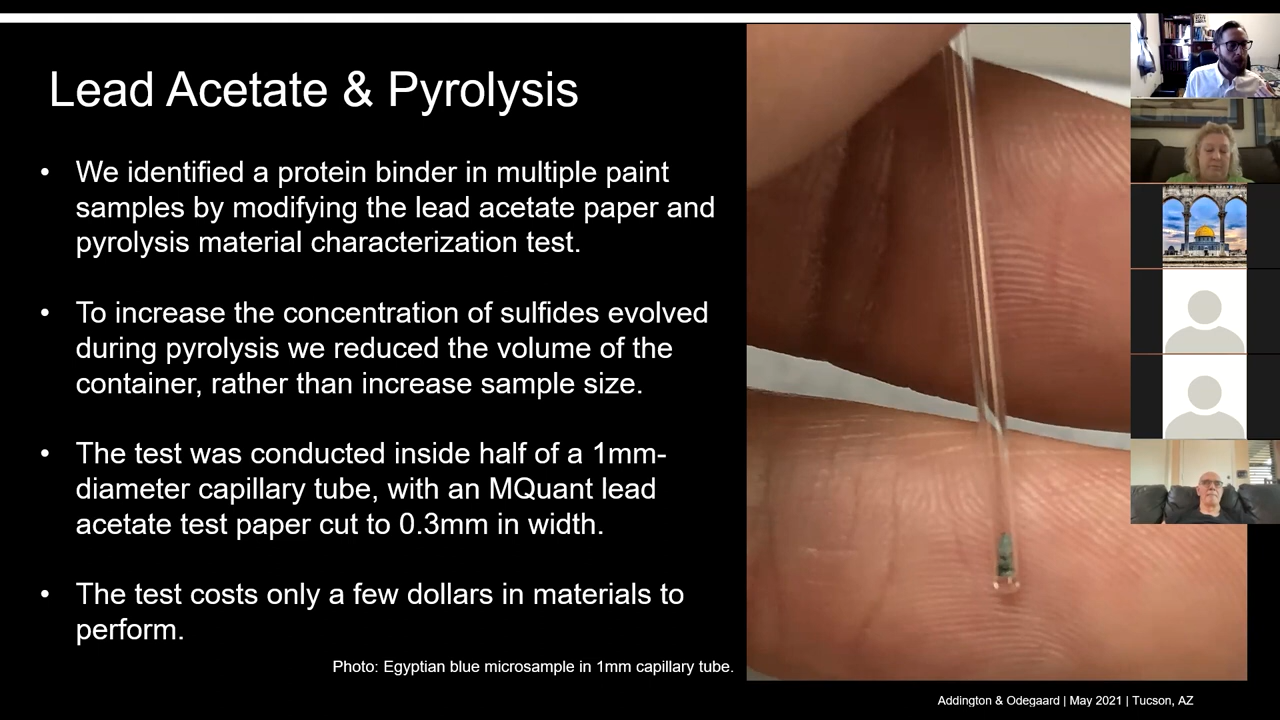 Lead Acetate & Pyrolysis
• We identified a protein binder in multiple paint
samples by modifying the lead acetate paper and
pyrolysis material characterization test.
• To increase the concentration of sulfides evolved
during pyrolysis we reduced the volume of the
container, rather than increase sample size.
• The test was conducted inside half of a 1mm-
diameter capillary tube, with an MQuant lead
acetate test paper cut to 0.3mm in width.
• The test costs only a few dollars in materials to
perform.
Photo: Egyptian blue microsample in 1mm capillary tube.
Addington & Odegaard | May 2021 | Tucson, AZ